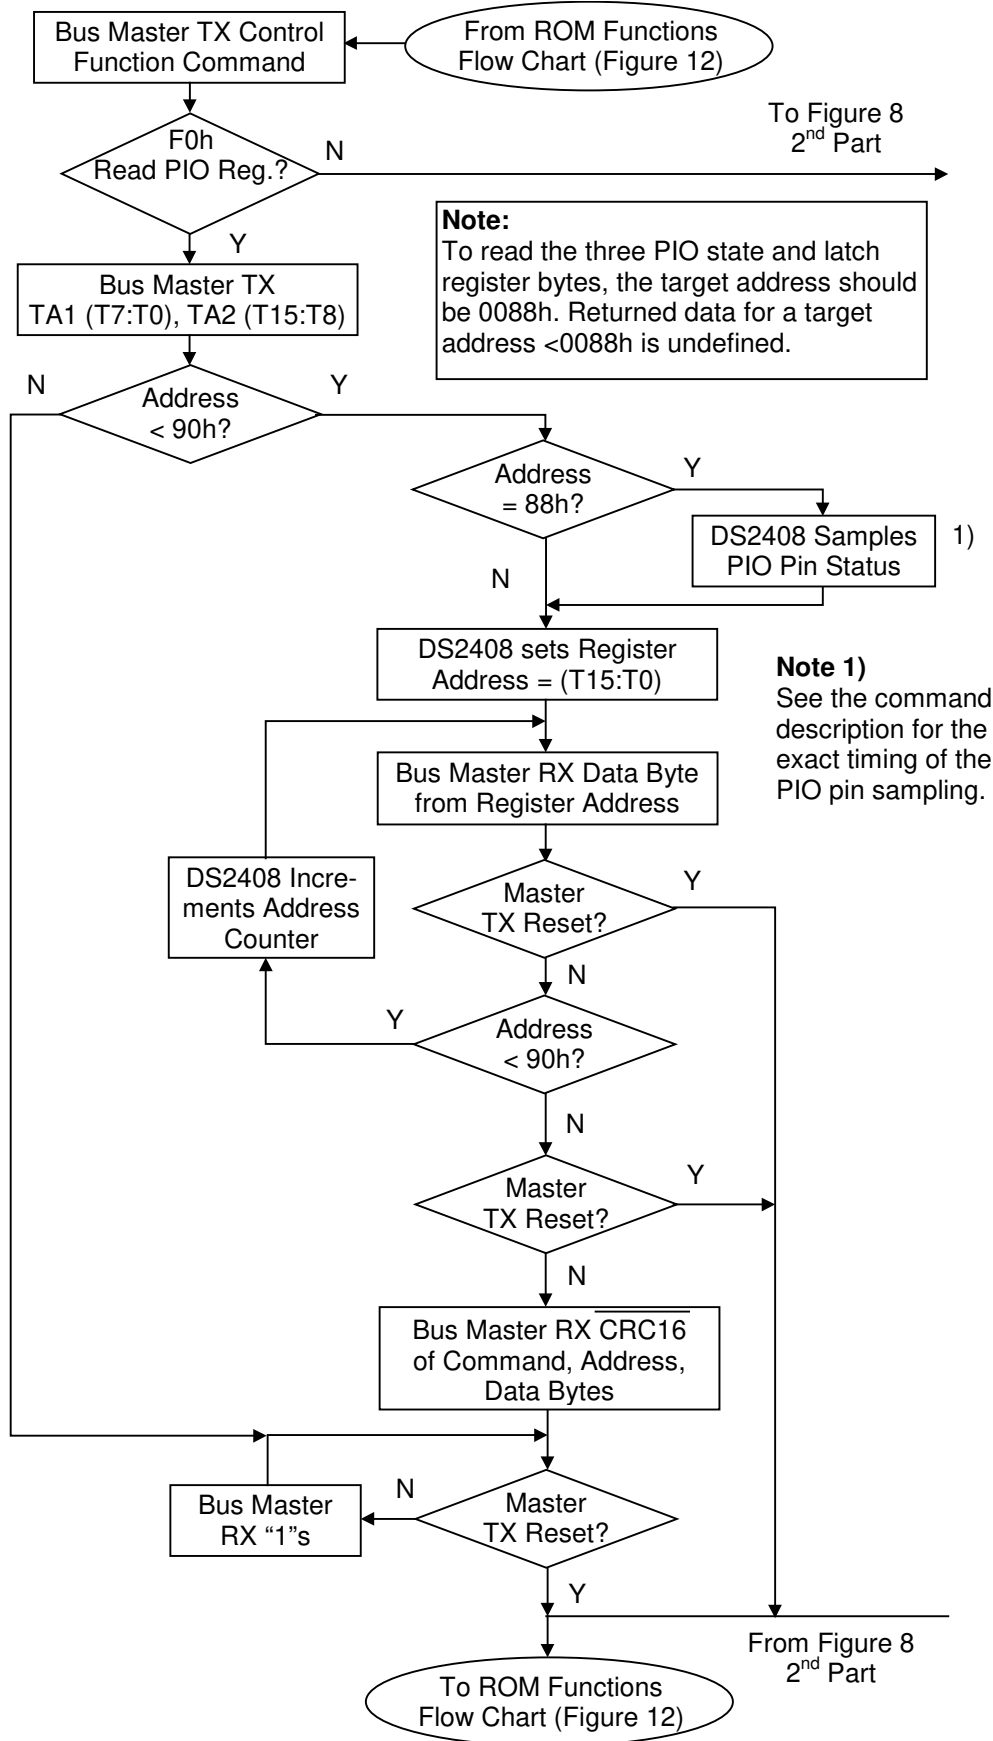 Bus Master TX Control
Function Command
From ROM Functions
Flow Chart (Figure 12)
To Figure 8
2nd Part
F0h
Read PIO Reg.?
N
Y
Note:
To read the three PIO state and latch
register bytes, the target address should
be 0088h. Returned data for a target
address <0088h is undefined.
Bus Master TX
TA1 (T7:T0), TA2 (T15:T8)
N
Address
< 90h?
Y
Address
= 88h?
Y
DS2408 Samples
PIO Pin Status
1)
N
DS2408 sets Register
Address = (T15:T0)
Note 1)
See the command
description for the
exact timing of the
PIO pin sampling.
Bus Master RX Data Byte
from Register Address
DS2408 Incre-
ments Address
Counter
Master
TX Reset?
Y
N
Y
Address
< 90h?
N
Master
TX Reset?
Y
N
Bus Master RX CRC16
of Command, Address,
Data Bytes
Bus Master
RX “1”s
N
Master
TX Reset?
Y
From Figure 8
2nd Part
To ROM Functions
Flow Chart (Figure 12)